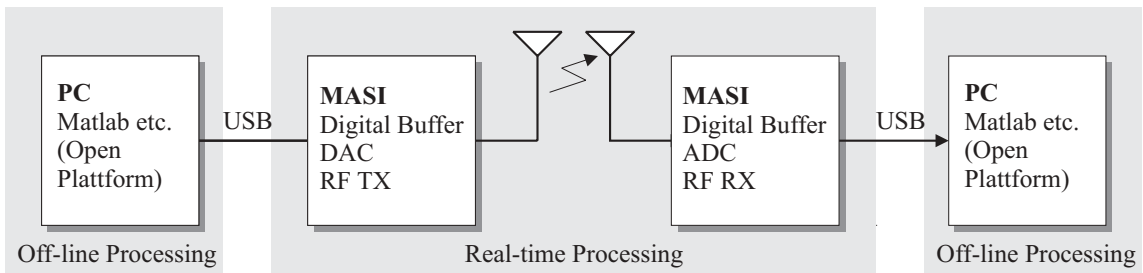 PC
Matlab etc.
(Open
Plattform)
USB
MASI
Digital Buffer
DAC
RF TX
MASI
Digital Buffer
ADC
RF RX
USB
PC
Matlab etc.
(Open
Plattform)
Off-line Processing
Real-time Processing
Off-line Processing